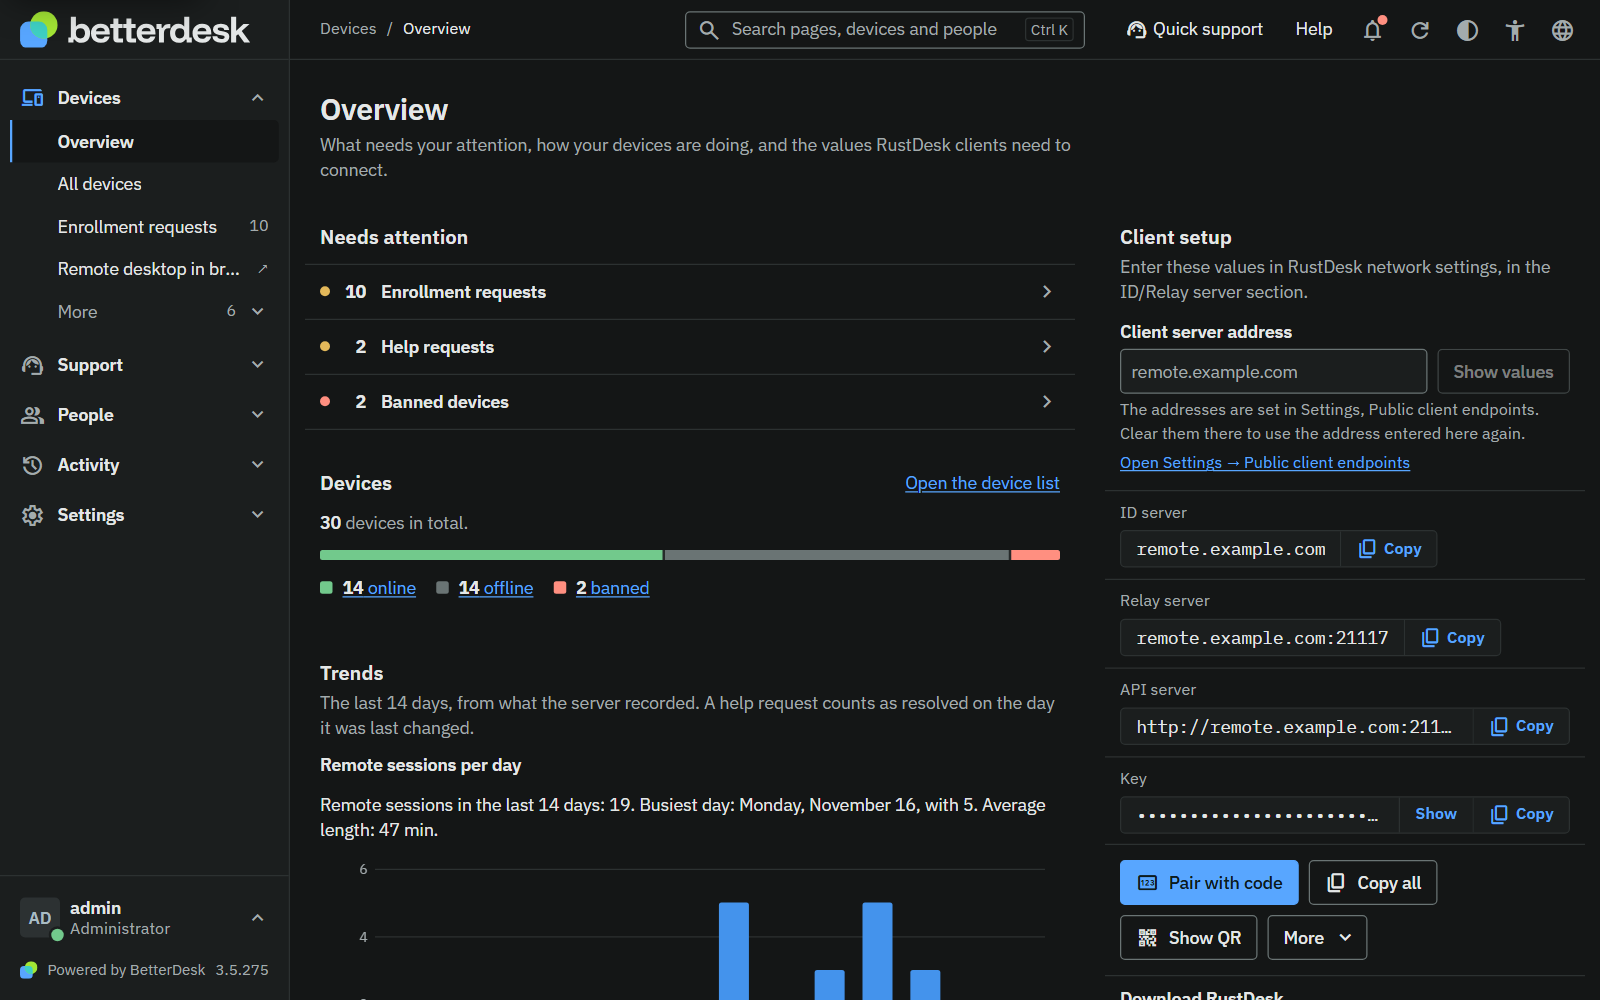 betterdesk
Devices / Overview
Search pages, devices and people
Ctrl K
Quick support
Help
Devices
Overview
All devices
Enrollment requests 10
Remote desktop in br... ↗
More 6
Support
People
Activity
Settings
AD
admin
Administrator
Powered by BetterDesk 3.5.275
Overview
What needs your attention, how your devices are doing, and the values RustDesk clients need to
connect.
Needs attention
10 Enrollment requests
2 Help requests
2 Banned devices
Devices
Open the device list
30 devices in total.
14 online
14 offline
2 banned
Trends
The last 14 days, from what the server recorded. A help request counts as resolved on the day
it was last changed.
Remote sessions per day
Remote sessions in the last 14 days: 19. Busiest day: Monday, November 16, with 5. Average
length: 47 min.
6
4
Client setup
Enter these values in RustDesk network settings, in the
ID/Relay server section.
Client server address
remote.example.com
Show values
The addresses are set in Settings, Public client endpoints.
Clear them there to use the address entered here again.
Open Settings → Public client endpoints
ID server
remote.example.com
Copy
Relay server
remote.example.com:21117
Copy
API server
http://remote.example.com:211…
Copy
Key
••••••••••••••••••••••…
Show
Copy
123
Pair with code
Copy all
Show QR
More
Download RustDesk